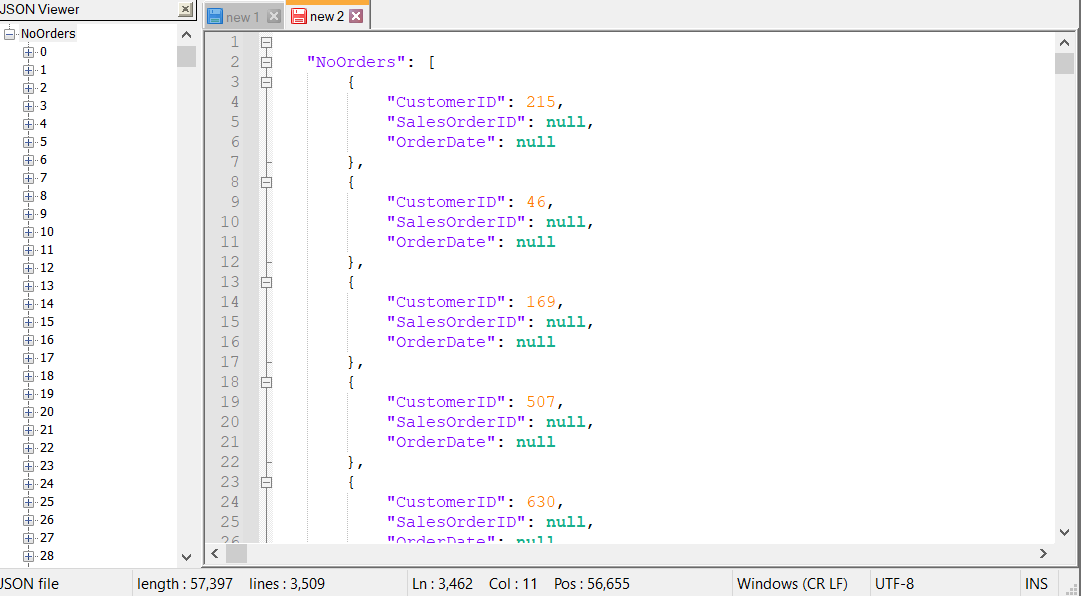 JSON Viewer
NoOrders
0
1
2
3
4
5
6
7
8
9
10
11
12
13
14
15
16
17
18
19
20
21
22
23
24
25
26
27
28
new 1 new 2
1
2 "NoOrders": [
3 {
4 "CustomerID": 215,
5 "SalesOrderID": null,
6 "OrderDate": null
7 },
8 {
9 "CustomerID": 46,
10 "SalesOrderID": null,
11 "OrderDate": null
12 },
13 {
14 "CustomerID": 169,
15 "SalesOrderID": null,
16 "OrderDate": null
17 },
18 {
19 "CustomerID": 507,
20 "SalesOrderID": null,
21 "OrderDate": null
22 },
23 {
24 "CustomerID": 630,
25 "SalesOrderID": null,
26 "OrderDate": null
JSON file length : 57,397 lines : 3,509 Ln : 3,462 Col : 11 Pos : 56,655 Windows (CR LF) UTF-8 INS